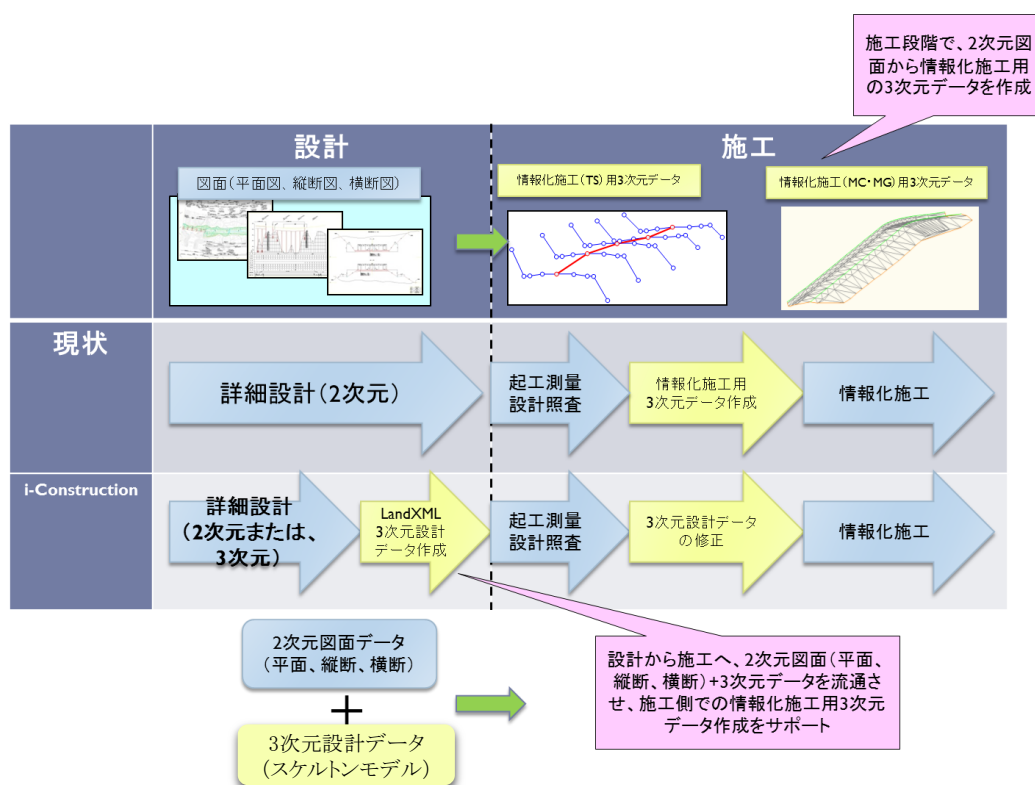 施工段階で、2次元図
面から情報化施工用
の3次元データを作成
設計
施工
図面(平面図、縦断図、横断図)
情報化施工(TS)用3次元データ
情報化施工(MC・MG)用3次元データ
現状
詳細設計(2次元)
起工測量
設計照査
情報化施工用
3次元データ作成
情報化施工
i-Construction
詳細設計
(2次元または、
3次元)
LandXML
3次元設計
データ作成
起工測量
設計照査
3次元設計データ
の修正
情報化施工
2次元図面データ
(平面、縦断、横断)
+
3次元設計データ
(スケルトンモデル)
設計から施工へ、2次元図面(平面、
縦断、横断)+3次元データを流通さ
せ、施工側での情報化施工用3次元
データ作成をサポート